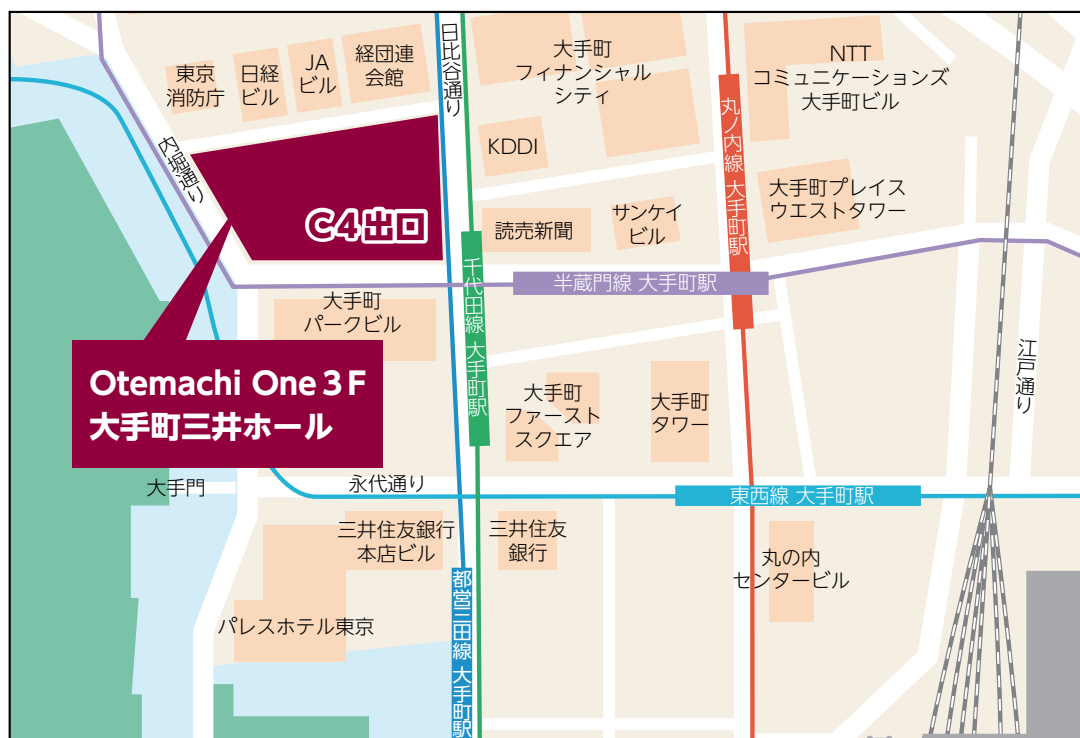 東京
消防庁
日経
ビル
JA
ビル
経団連
会館
日比谷通り
大手町
フィナンシャル
シティ
丸ノ内線 大手町駅
NTT
コミュニケーションズ
大手町ビル
内堀通り
KDDI
C4出口
読売新聞
サンケイ
ビル
大手町プレイス
ウエストタワー
千代田線 大手町駅
半蔵門線 大手町駅
大手町
パークビル
江戸通り
Otemachi One 3F
大手町三井ホール
大手町
ファースト
スクエア
大手町
タワー
大手門
永代通り
東西線 大手町駅
三井住友銀行
本店ビル
三井住友
銀行
丸の内
センタービル
都営三田線 大手町駅
パレスホテル東京